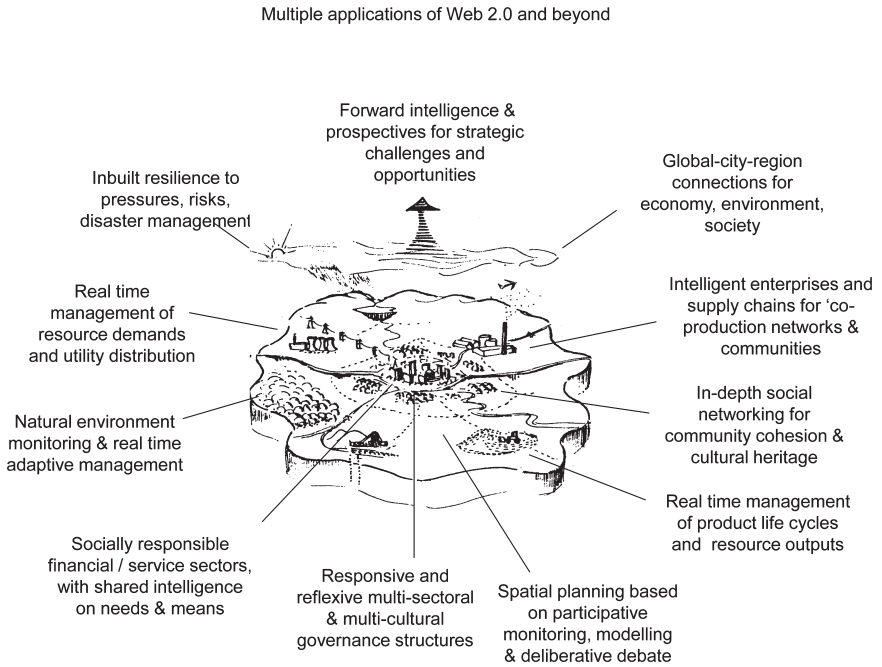 Multiple applications of Web 2.0 and beyond
Forward intelligence &
prospectives for strategic
challenges and
opportunities
Inbuilt resilience to
pressures, risks,
disaster management
Global-city-region
connections for
economy, environment,
society
Real time
management of
resource demands
and utility distribution
Intelligent enterprises and
supply chains for ‘co-
production networks &
communities
Natural environment
monitoring & real time
adaptive management
In-depth social
networking for
community cohesion &
cultural heritage
Real time management
of product life cycles
and resource outputs
Socially responsible
financial / service sectors,
with shared intelligence
on needs & means
Responsive and
reflexive multi-sectoral
& multi-cultural
governance structures
Spatial planning based
on participative
monitoring, modelling
& deliberative debate